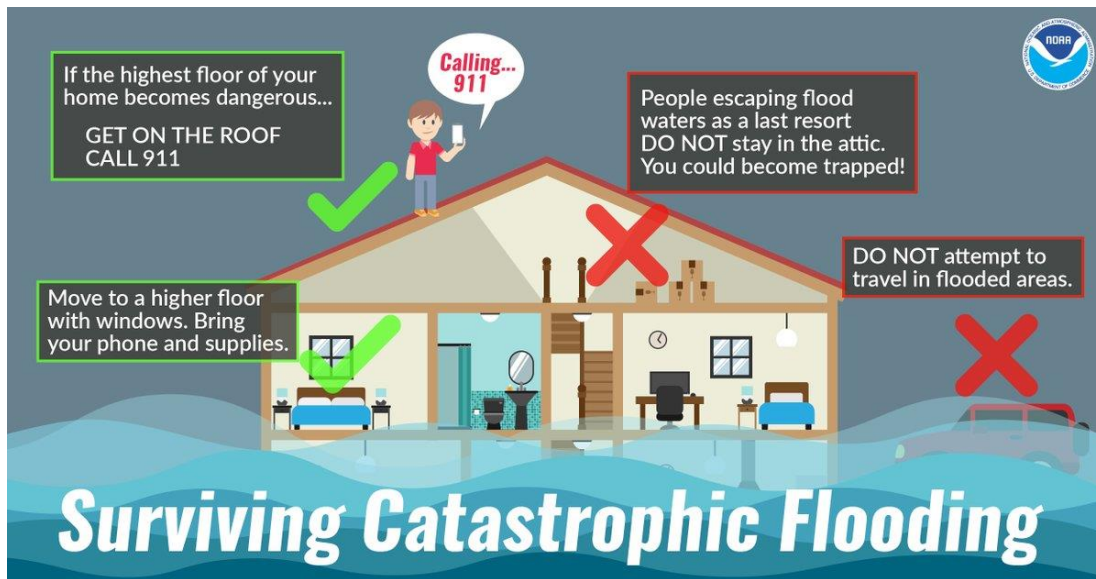 If the highest floor of your
home becomes dangerous...
GET ON THE ROOF
CALL 911
Calling...
911
NOAA
People escaping flood
waters as a last resort
DO NOT stay in the attic.
You could become trapped!
DO NOT attempt to
travel in flooded areas.
Move to a higher floor
with windows. Bring
your phone and supplies.
Surviving Catastrophic Flooding